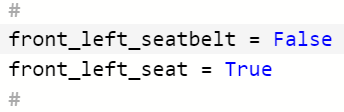 #
front_left_seatbelt = False
front_left_seat = True
#